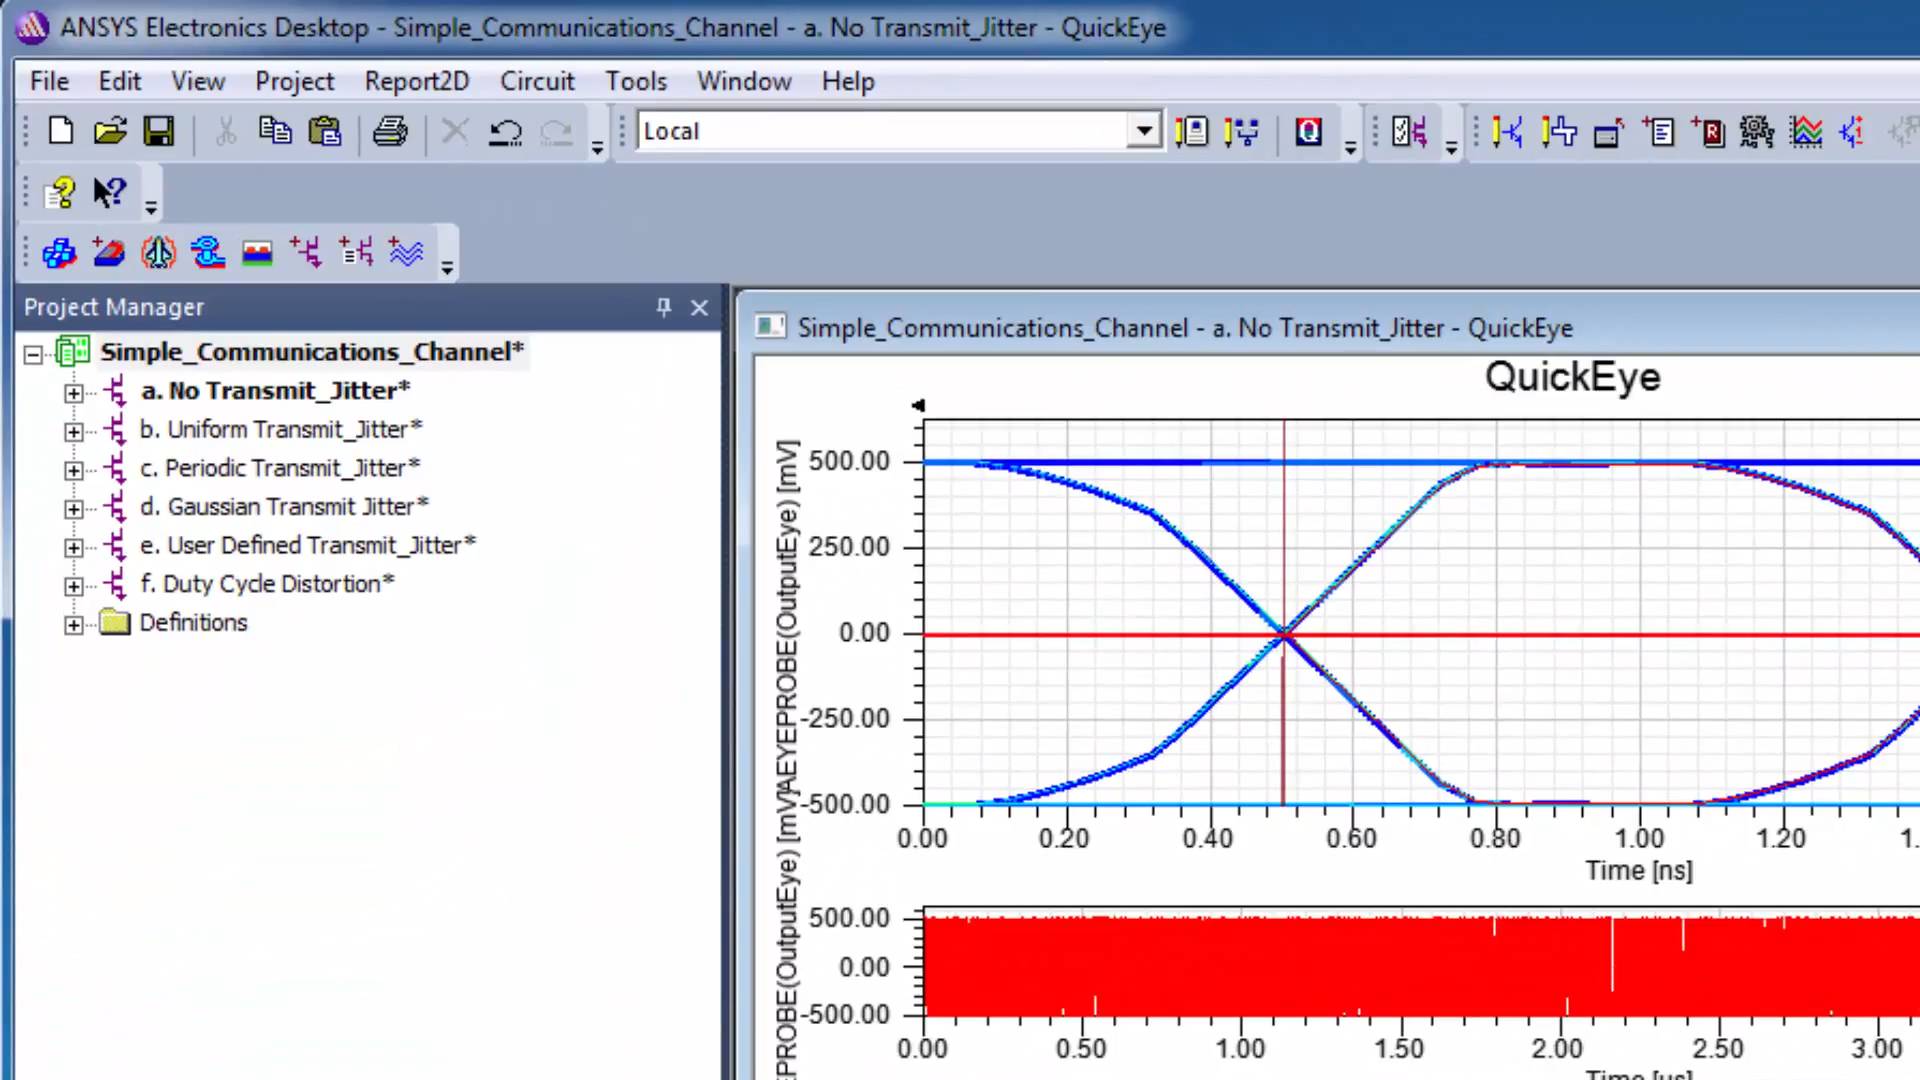 ANSYS Electronics Desktop - Simple_Communications_Channel - a. No Transmit_Jitter - QuickEye
File Edit View Project Report2D Circuit Tools Window Help
Local
Project Manager
Simple_Communications_Channel*
a. No Transmit_Jitter*
b. Uniform Transmit_Jitter*
c. Periodic Transmit_Jitter*
d. Gaussian Transmit Jitter*
e. User Defined Transmit_Jitter*
f. Duty Cycle Distortion*
Definitions
Simple_Communications_Channel - a. No Transmit_Jitter - QuickEye
QuickEye
AEYEPROBE(OutputEye) [mV]
500.00
250.00
0.00
-250.00
-500.00
0.00 0.20 0.40 0.60 0.80 1.00 1.20 1.
Time [ns]
EPROBE(OutputEye) [mV]
500.00
0.00
-500.00
0.00 0.50 1.00 1.50 2.00 2.50 3.00